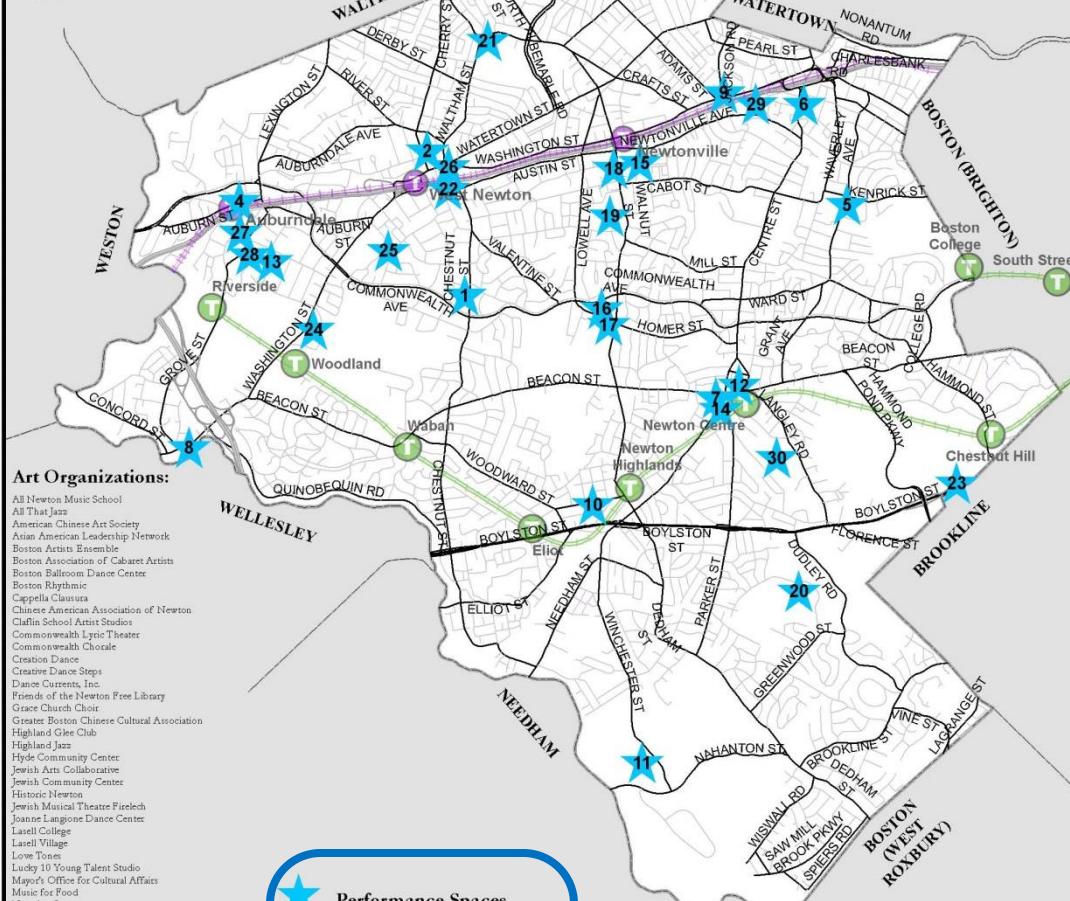 WATERTOWN
NONANTUM
RD
CHERRY ST
DERBY ST
21
ADAMS ST
PEARL ST
CHARLESBANK
RD
LEXINGTON ST
RIVER ST
WALTHAM ST
CRAFTS ST
9
29
6
BOSTON (BRIGHTON)
WATERTOWN ST
NEWTONVILLE AVE
AUBURNDALE AVE
2
26
WASHINGTON ST
AUSTIN ST
Newtonville
WAVERLEY
AVE
18
15
22
West Newton
CABOT ST
KENRICK ST
4
5
AUBURN ST
Auburndale
19
LOWELL AVE
WALNUT
ST
CENTRE ST
WESTON
27
AUBURN
ST
25
Boston
College
South Stree
28
13
CHESTNUT
ST
VALENTINE ST
MILL ST
Riverside
COMMONWEALTH
AVE
COMMONWEALTH
AVE
1
WARD ST
16
17
HOMER ST
24
GRANT
AVE
COLLEGE RD
GROVE ST
WASHINGTON ST
Woodland
BEACON
ST
HAMMOND ST
BEACON ST
12
7
14
HAMMOND
POND PKWY
CONCORD ST
BEACON ST
Newton Centre
ANGLEY RD
Waban
8
Newton
Highlands
30
Chestnut Hill
WOODWARD ST
CHESTNUT ST
QUINOBEQUIN RD
23
10
BOYLSTON ST
WELLESLEY
BOYLSTON ST
Eliot
BOYLSTON
ST
FLORENCE ST
BROOKLINE
DUDLEY RD
NEEDHAM ST
20
ELLIOT ST
PARKER ST
WINCHESTER ST
DEDHAM
ST
GREENWOOD ST
NEEDHAM
LAGRANGE ST
VINE ST
11
NAHANTON ST
BROOKLINE ST
DEDHAM
ST
WISWALL RD
SAW MILL
BROOK PKWY
SPIERS RD
BOSTON
(WEST
ROXBURY)
Art Organizations:
All Newton Music School
All That Jazz
American Chinese Art Society
Asian American Leadership Network
Boston Artists Ensemble
Boston Association of Cabaret Artists
Boston Ballroom Dance Center
Boston Rhythmic
Cappella Clausura
Chinese American Association of Newton
Claflin School Artist Studios
Commonwealth Lyric Theater
Commonwealth Chorale
Creation Dance
Creative Dance Steps
Dance Currents, Inc.
Friends of the Newton Free Library
Grace Church Choir
Greater Boston Chinese Cultural Association
Highland Glee Club
Highland Jazz
Hyde Community Center
Jewish Arts Collaborative
Jewish Community Center
Historic Newton
Jewish Musical Theatre Firelech
Joanne Langione Dance Center
Lasell College
Lasell Village
Love Tones
Lucky 10 Young Talent Studio
Mayor's Office for Cultural Affairs
Music for Food
Performance Spaces